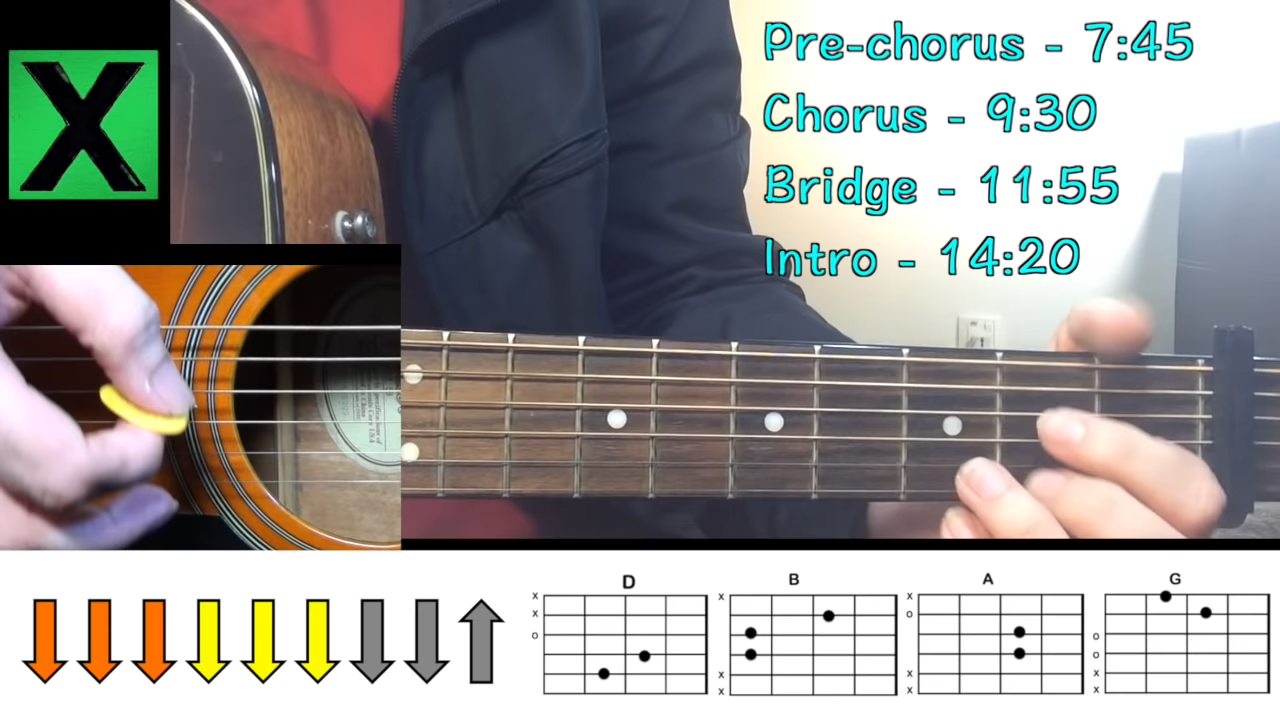 X
Pre-chorus - 7:45
Chorus - 9:30
Bridge - 11:55
Intro - 14:20
D
B
A
G
x
x
o
x
x
x
x
o
x
x
o
o
x
x